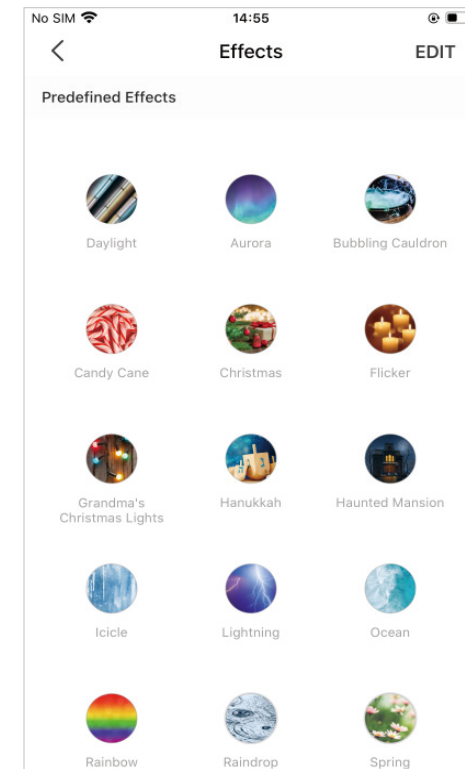 No SIM 14:55
Effects EDIT
Predefined Effects
Daylight Aurora Bubbling Cauldron
Candy Cane Christmas Flicker
Grandma's
Christmas Lights Hanukkah Haunted Mansion
Icicle Lightning Ocean
Rainbow Raindrop Spring